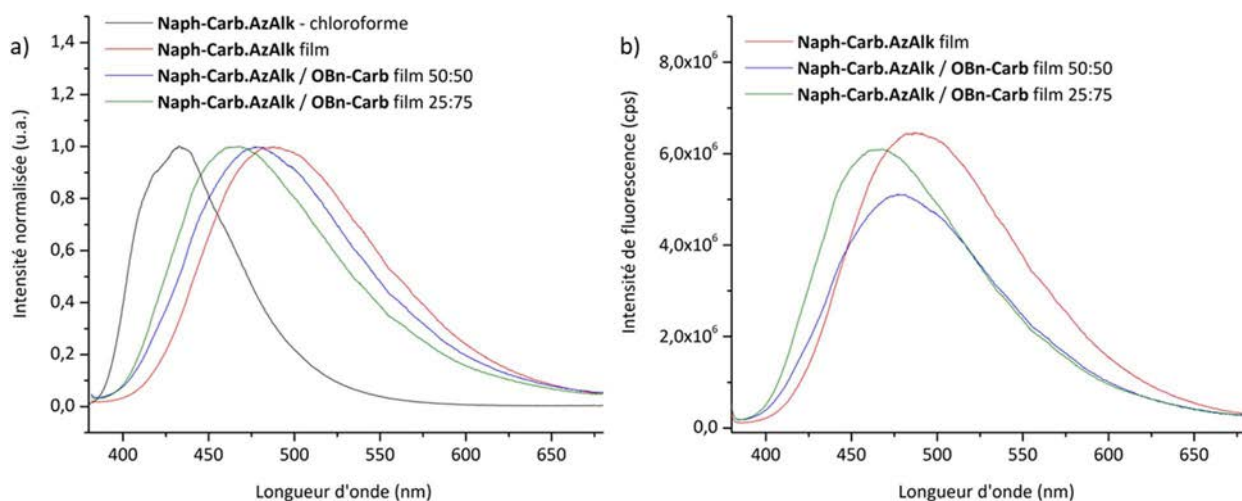 a)
Naph-Carb.AzAlk - chloroforme
Naph-Carb.AzAlk film
Naph-Carb.AzAlk / OBn-Carb film 50:50
Naph-Carb.AzAlk / OBn-Carb film 25:75
1,4
1,2
1,0
0,8
0,6
0,4
0,2
0,0
Intensité normalisée (u.a.)
400 450 500 550 600 650
Longueur d'onde (nm)
b)
Naph-Carb.AzAlk film
Naph-Carb.AzAlk / OBn-Carb film 50:50
Naph-Carb.AzAlk / OBn-Carb film 25:75
8,0x10⁶
6,0x10⁶
4,0x10⁶
2,0x10⁶
0,0
Intensité de fluorescence (cps)
400 450 500 550 600 650
Longueur d'onde (nm)